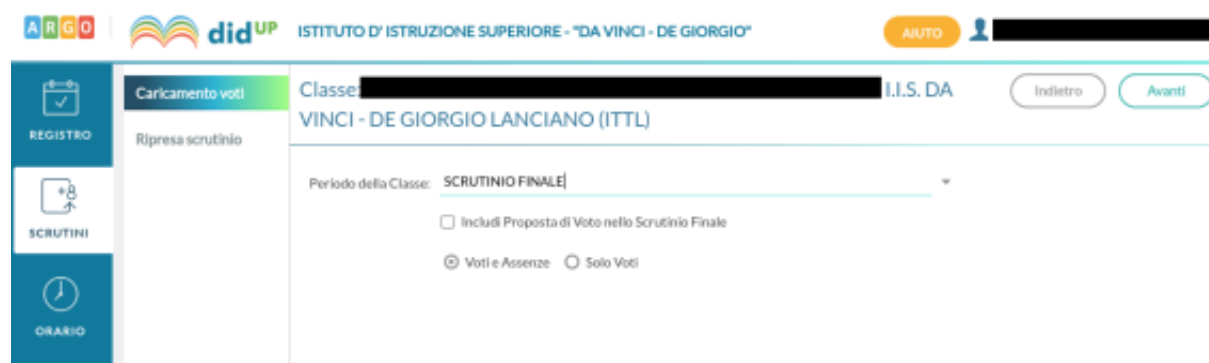 ARGO didUP ISTITUTO D' ISTRUZIONE SUPERIORE - "DA VINCI - DE GIORGIO" AIUTO
REGISTRO
SCRUTINI
ORARIO
Caricamento voti
Ripresa scrutinio
Classe: I.I.S. DA
VINCI - DE GIORGIO LANCIANO (ITTL)
Indietro Avanti
Periodo della Classe: SCRUTINIO FINALE
Includi Proposta di Voto nello Scrutinio Finale
Voti e Assenze Solo Voti